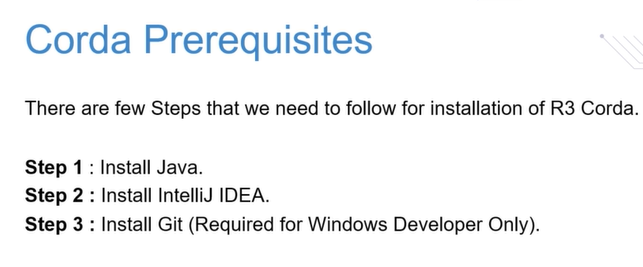 Corda Prerequisites
There are few Steps that we need to follow for installation of R3 Corda.
Step 1 : Install Java.
Step 2 : Install IntelliJ IDEA.
Step 3 : Install Git (Required for Windows Developer Only).